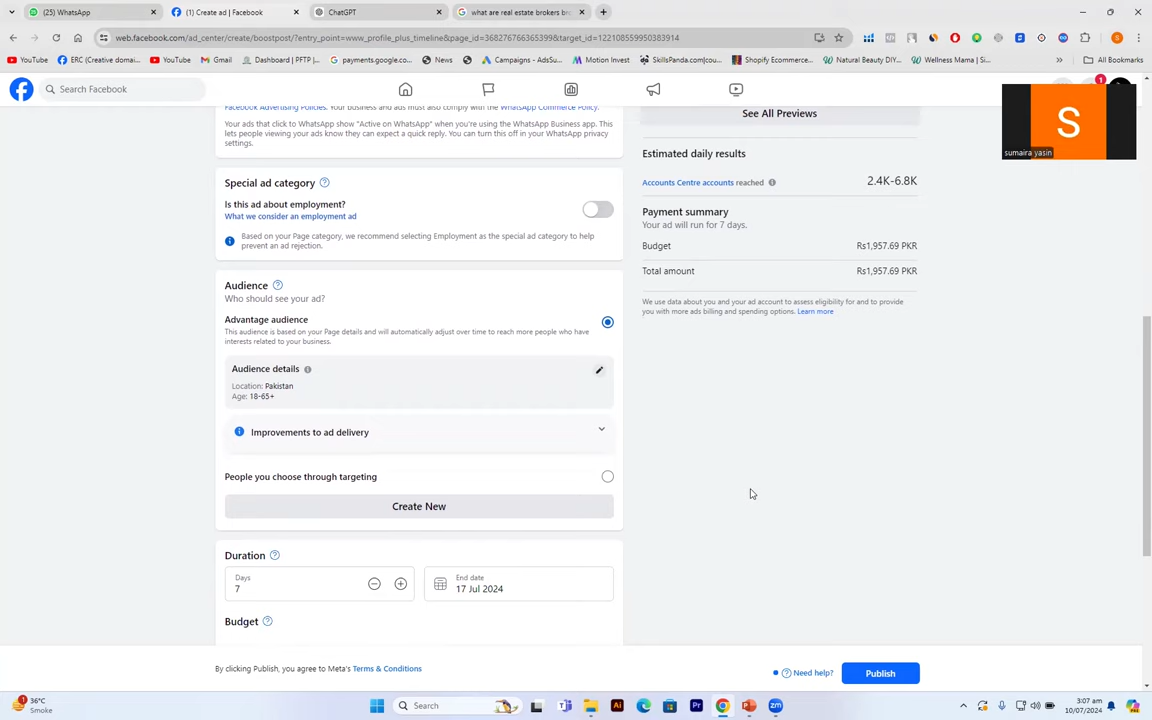 (25) WhatsApp
(1) Create ad | Facebook
ChatGPT
what are real estate brokers br
web.facebook.com/ad_center/create/boostpost/?entry_point=www_profile_plus_timeline&page_id=368276766365399&target_id=122108559950383914
YouTube
ERC (Creative domai...
YouTube
Gmail
Dashboard | PFTP |...
payments.google.co...
News
Campaigns - AdsSu...
Motion Invest
SkillsPanda.com(cou...
Shopify Ecommerce...
Natural Beauty DIY...
Wellness Mama | Si...
All Bookmarks
Search Facebook
1
S
sumaira yasin
Facebook Advertising Policies. Your business and ads must also comply with the WhatsApp Commerce Policy.
Your ads that click to WhatsApp show "Active on WhatsApp" when you're using the WhatsApp Business app. This
lets people viewing your ads know they can expect a quick reply. You can turn this off in your WhatsApp privacy
settings.
Special ad category
Is this ad about employment?
What we consider an employment ad
Based on your Page category, we recommend selecting Employment as the special ad category to help
prevent an ad rejection.
Audience
Who should see your ad?
Advantage audience
This audience is based on your Page details and will automatically adjust over time to reach more people who have
interests related to your business.
Audience details
Location: Pakistan
Age: 18-65+
Improvements to ad delivery
People you choose through targeting
Create New
Duration
Days
7
End date
17 Jul 2024
Budget
See All Previews
Estimated daily results
Accounts Centre accounts reached
2.4K-6.8K
Payment summary
Your ad will run for 7 days.
Budget
Rs1,957.69 PKR
Total amount
Rs1,957.69 PKR
We use data about you and your ad account to assess eligibility for and to provide
you with more ads billing and spending options. Learn more
By clicking Publish, you agree to Meta's Terms & Conditions
Need help?
Publish
36°C
Smoke
Search
3:07 am
10/07/2024